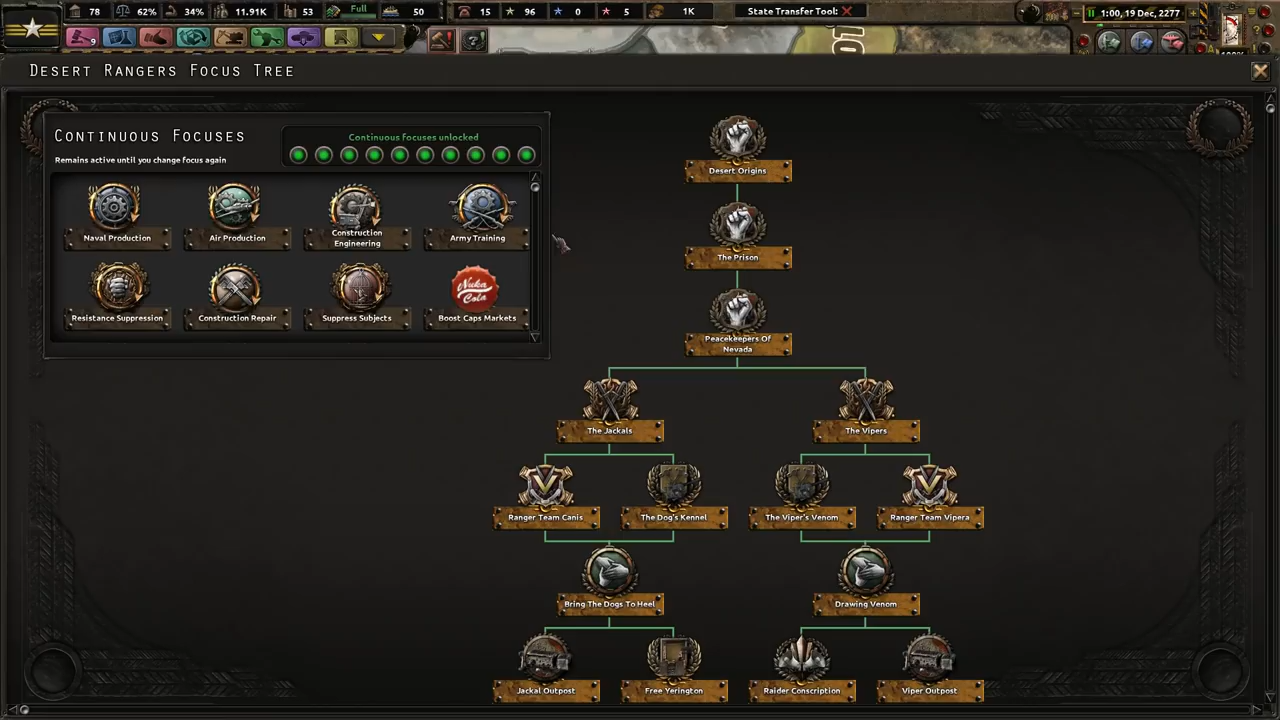 78 62% 34% 11.91K 53 Full 50 15 96 0 5 1K State Transfer Tool: 1:00, 19 Dec, 2277
9
Desert Rangers Focus Tree
Continuous Focuses
Continuous focuses unlocked
Remains active until you change focus again
Naval Production
Air Production
Construction
Engineering
Army Training
Resistance Suppression
Construction Repair
Suppress Subjects
Nuka
Cola
Boost Caps Markets
Desert Origins
The Prison
Peacekeepers Of
Nevada
The Jackals
The Vipers
Ranger Team Canis
The Dog's Kennel
The Viper's Venom
Ranger Team Vipera
Bring The Dogs To Heel
Drawing Venom
Jackal Outpost
Free Yerington
Raider Conscription
Viper Outpost